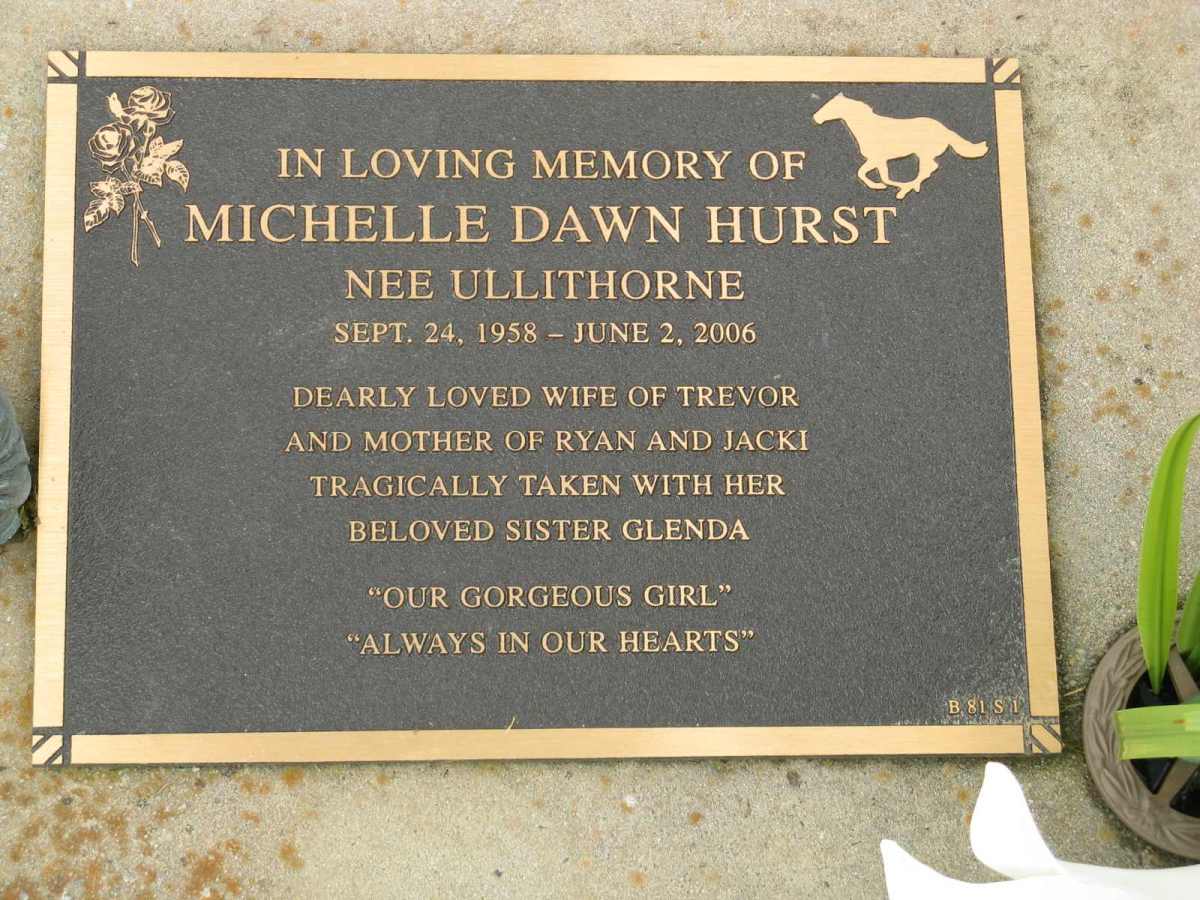 IN LOVING MEMORY OF
MICHELLE DAWN HURST
NEE ULLITHORNE
SEPT. 24, 1958 – JUNE 2, 2006
DEARLY LOVED WIFE OF TREVOR
AND MOTHER OF RYAN AND JACKI
TRAGICALLY TAKEN WITH HER
BELOVED SISTER GLENDA
“OUR GORGEOUS GIRL”
“ALWAYS IN OUR HEARTS”
B 81 S 1